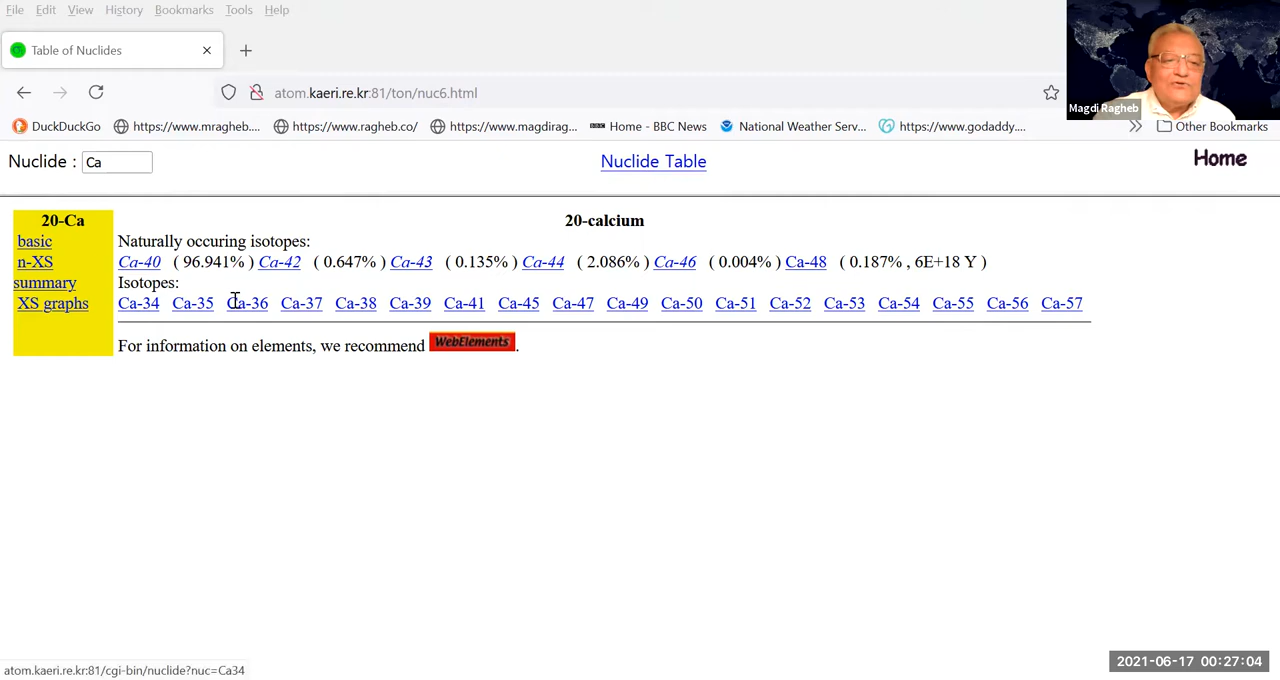 File Edit View History Bookmarks Tools Help
Table of Nuclides
atom.kaeri.re.kr:81/ton/nuc6.html
Magdi Ragheb
DuckDuckGo https://www.mragheb.... https://www.ragheb.co/ https://www.magdirag... BBC Home - BBC News National Weather Serv... https://www.godaddy.... Other Bookmarks
Nuclide : Ca Nuclide Table Home
20-Ca 20-calcium
basic Naturally occuring isotopes:
n-XS Ca-40 ( 96.941% ) Ca-42 ( 0.647% ) Ca-43 ( 0.135% ) Ca-44 ( 2.086% ) Ca-46 ( 0.004% ) Ca-48 ( 0.187% , 6E+18 Y )
summary Isotopes:
XS graphs Ca-34 Ca-35 Ca-36 Ca-37 Ca-38 Ca-39 Ca-41 Ca-45 Ca-47 Ca-49 Ca-50 Ca-51 Ca-52 Ca-53 Ca-54 Ca-55 Ca-56 Ca-57
For information on elements, we recommend WebElements.
atom.kaeri.re.kr:81/cgi-bin/nuclide?nuc=Ca34
2021-06-17 00:27:04